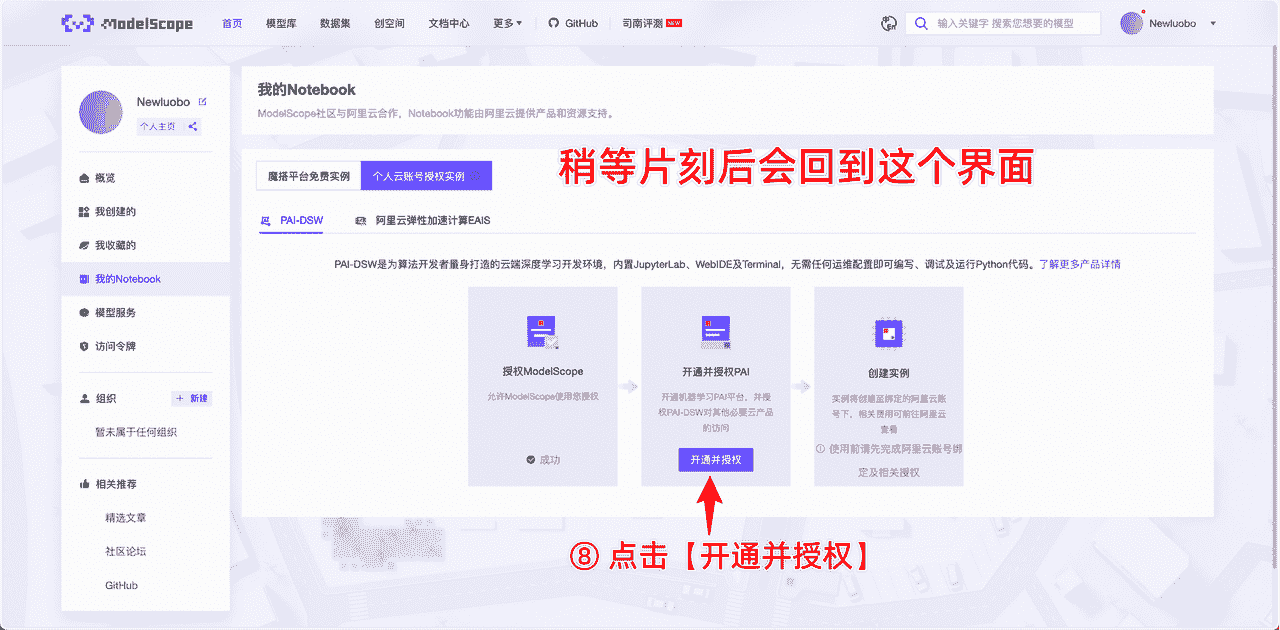 ModelScope
首页 模型库 数据集 创空间 文档中心 更多 GitHub 司南评测 NEW
输入关键字 搜索您想要的模型
Newluobo
Newluobo
个人主页
概览
我创建的
我收藏的
我的Notebook
模型服务
访问令牌
组织 + 新建
暂未属于任何组织
相关推荐
精选文章
社区论坛
GitHub
我的Notebook
ModelScope社区与阿里云合作，Notebook功能由阿里云提供产品和资源支持。
稍等片刻后会回到这个界面
魔搭平台免费实例 个人云账号授权实例
PAI-DSW 阿里云弹性加速计算EAIS
PAI-DSW是为算法开发者量身打造的云端深度学习开发环境，内置JupyterLab、WebIDE及Terminal，无需任何运维配置即可编写、调试及运行Python代码。了解更多产品详情
授权ModelScope
允许ModelScope使用您授权
成功
开通并授权PAI
开通机器学习PAI平台，并授
权PAI-DSW对其他必要云产品
的访问
开通并授权
创建实例
实例将创建至绑定的阿里云账
号下，相关费用可前往阿里云
查看
使用前请先完成阿里云账号绑
定及相关授权
⑧ 点击【开通并授权】